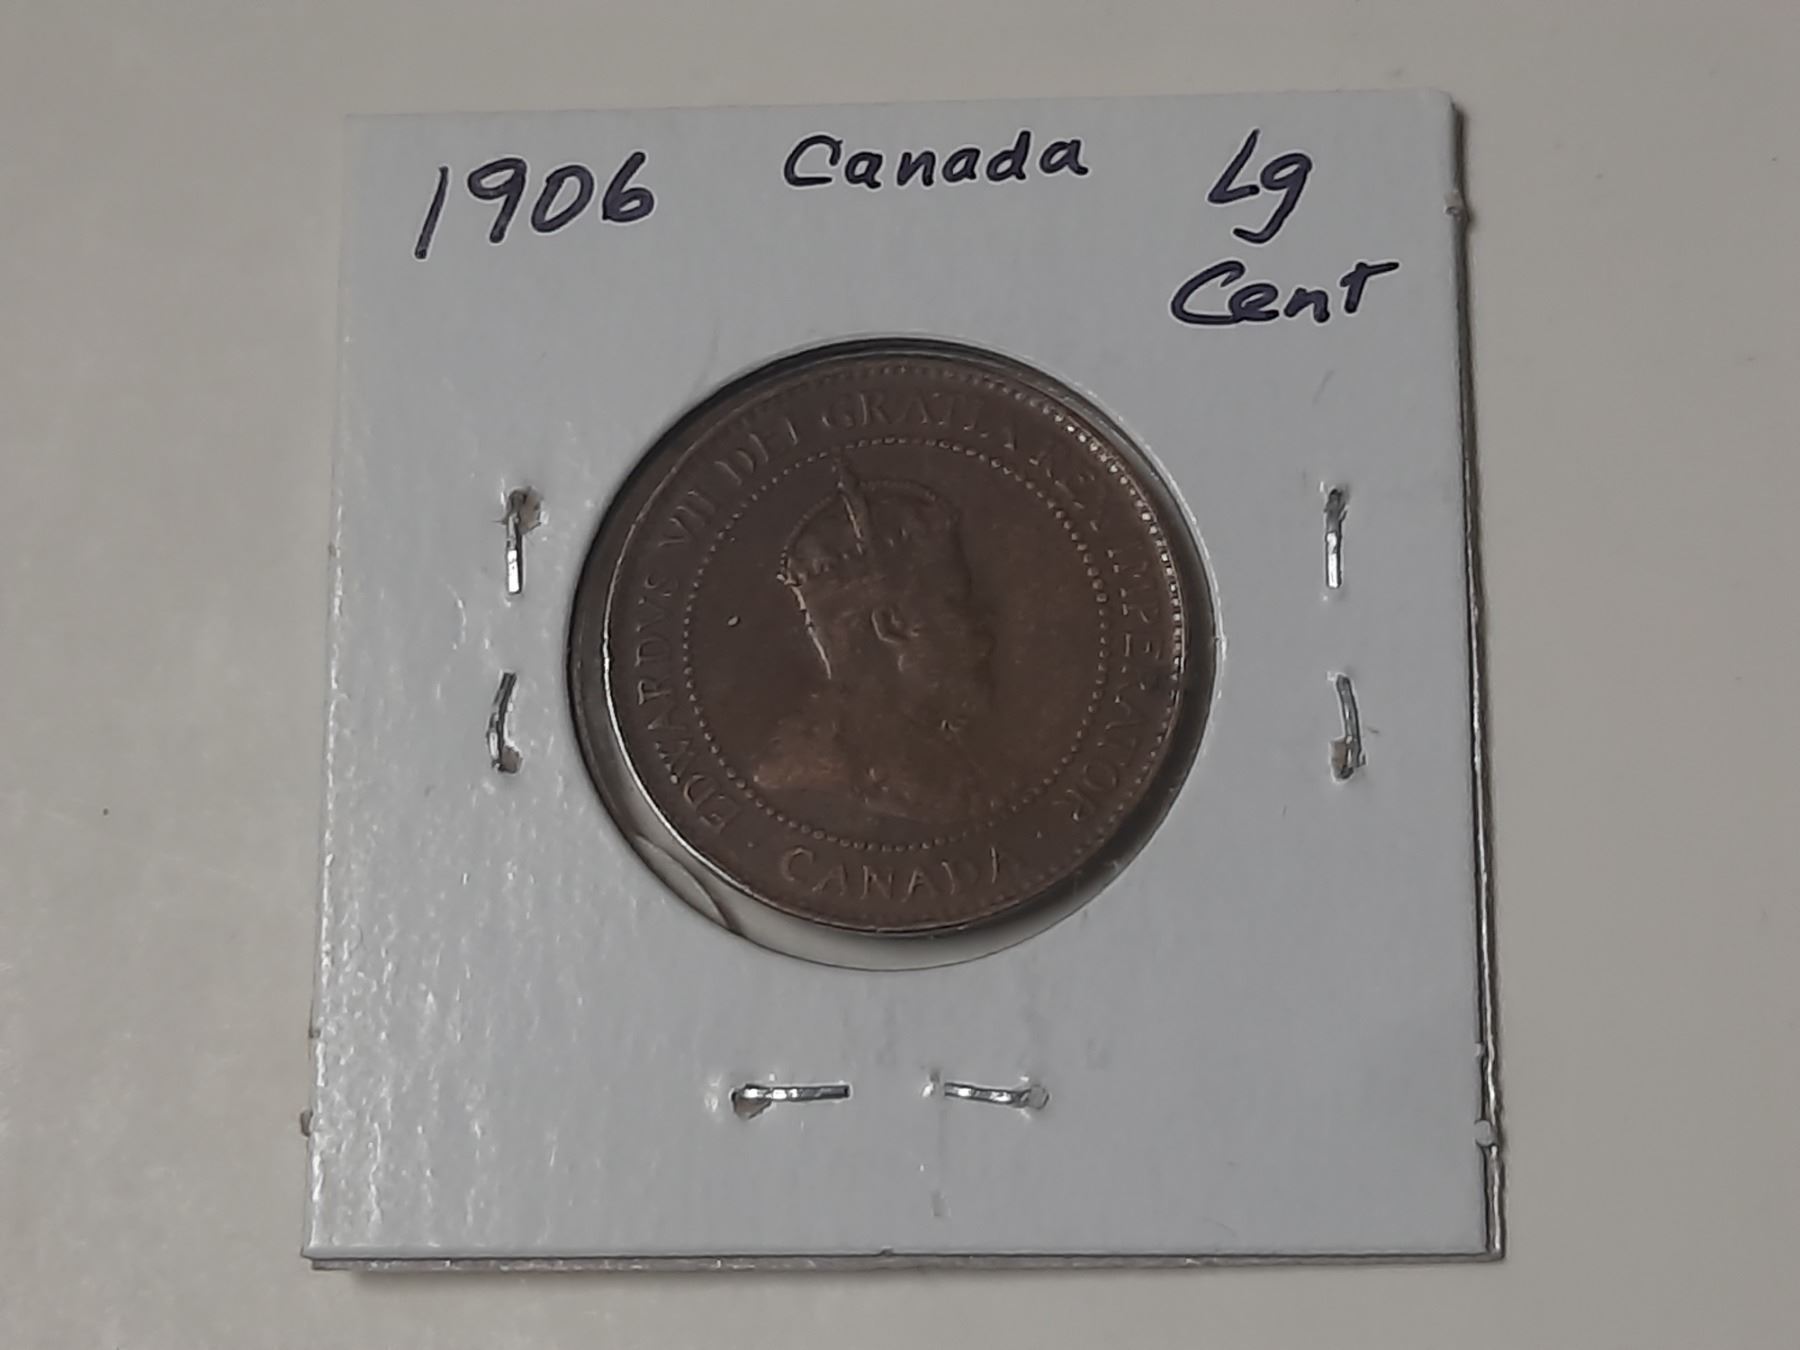 1906 Canada Lg
Cent
EDWARDVS VII DEI GRATIA REX IMPERATOR
CANADA